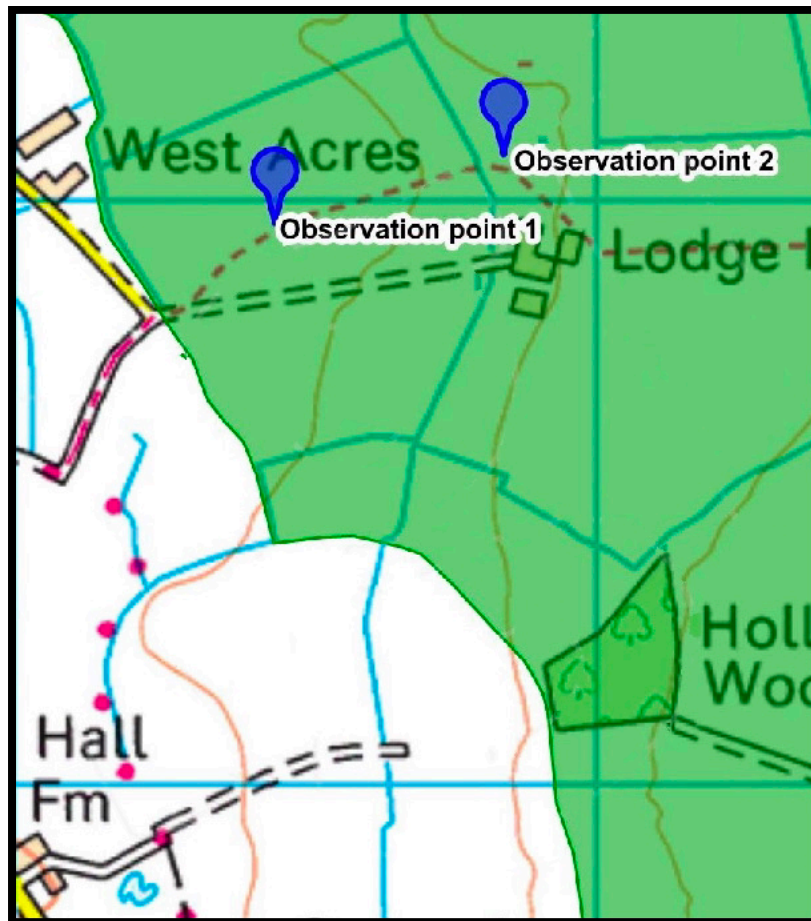 West Acres
Observation point 2
Observation point 1
Lodge
Holl
Woo
Hall
Fm